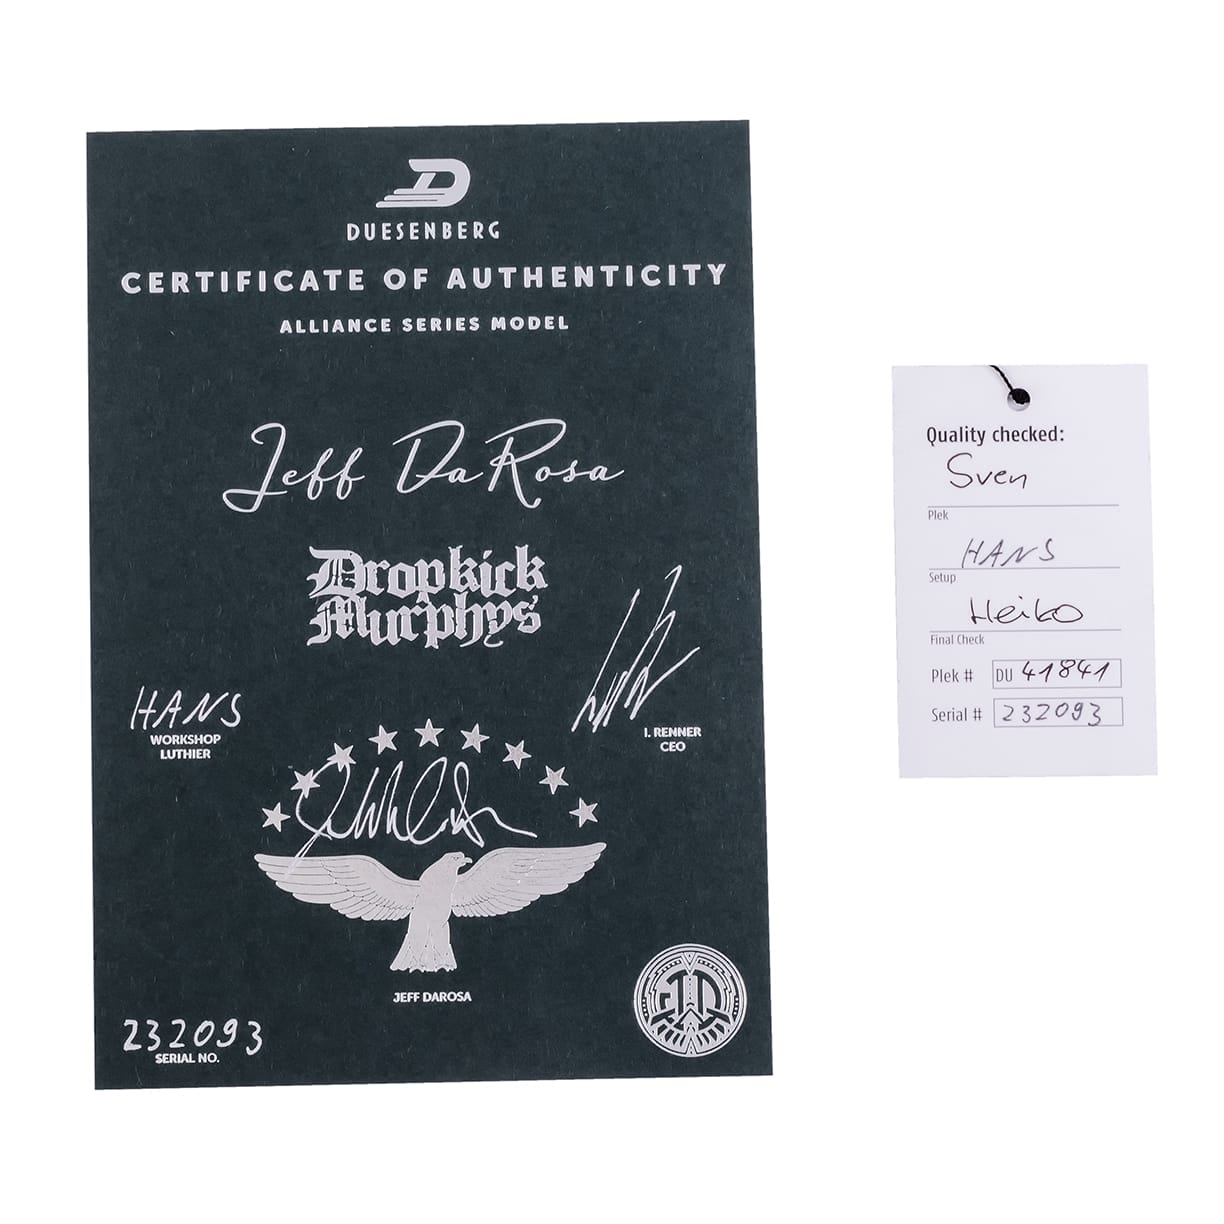 DUESENBERG
CERTIFICATE OF AUTHENTICITY
ALLIANCE SERIES MODEL
Jeff DaRosa
Dropkick
Murphys
HANS
WORKSHOP
LUTHIER
I. RENNER
CEO
JEFF DAROSA
232093
SERIAL NO.
Quality checked:
Sven
Plek
HANS
Setup
Heiko
Final Check
Plek # DU 41841
Serial # 232093